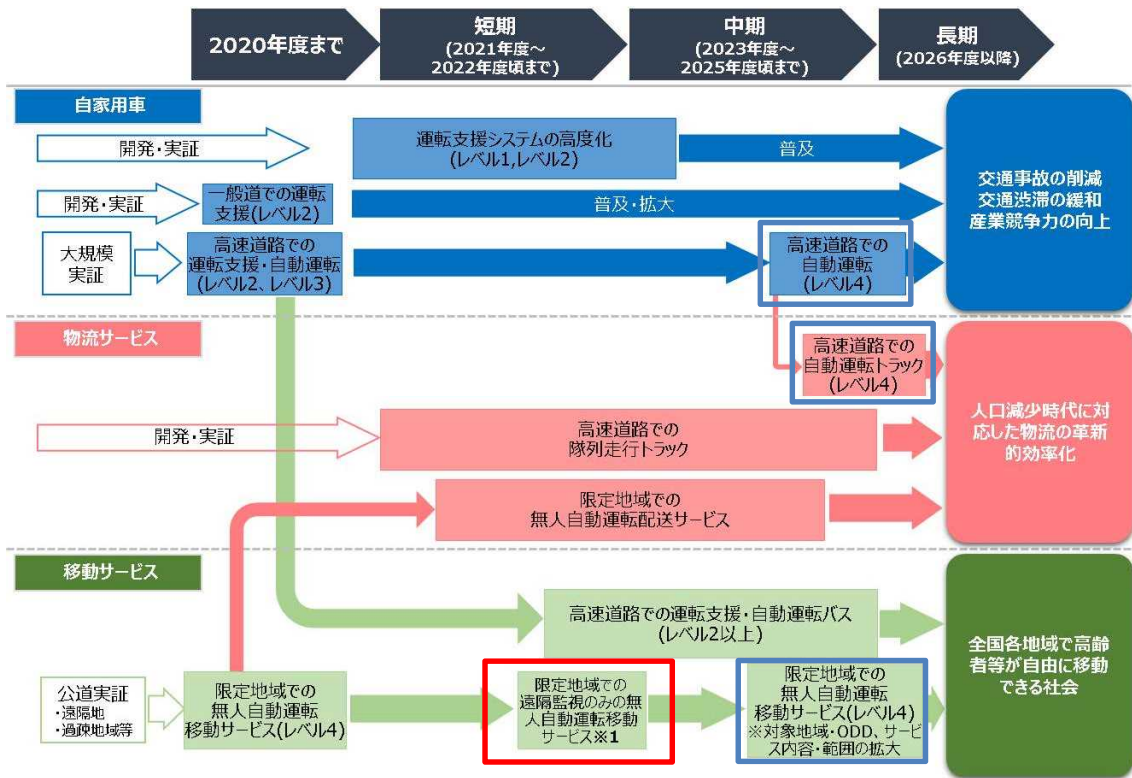 2020年度まで
短期
(2021年度～
2022年度頃まで)
中期
(2023年度～
2025年度頃まで)
長期
(2026年度以降)
自家用車
開発・実証
運転支援システムの高度化
(レベル1,レベル2)
普及
開発・実証
一般道での運転
支援(レベル2)
普及・拡大
大規模
実証
高速道路での
運転支援・自動運転
(レベル2、レベル3)
高速道路での
自動運転
(レベル4)
交通事故の削減
交通渋滞の緩和
産業競争力の向上
物流サービス
高速道路での
自動運転トラック
(レベル4)
開発・実証
高速道路での
隊列走行トラック
限定地域での
無人自動運転配送サービス
人口減少時代に対
応した物流の革新
的効率化
移動サービス
高速道路での運転支援・自動運転バス
(レベル2以上)
公道実証
・遠隔地
・過疎地域等
限定地域での
無人自動運転
移動サービス(レベル4)
限定地域での
遠隔監視のみの無
人自動運転移動
サービス※1
限定地域での
無人自動運転
移動サービス(レベル4)
※対象地域・ODD、サービ
ス内容・範囲の拡大
全国各地域で高齢
者等が自由に移動
できる社会